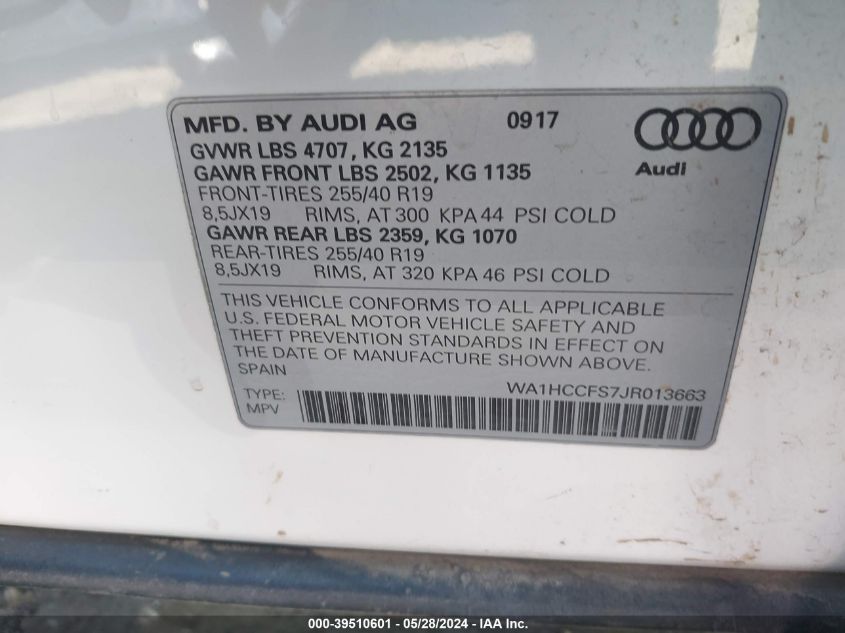 MFD. BY AUDI AG 0917
GVWR LBS 4707, KG 2135
GAWR FRONT LBS 2502, KG 1135
Audi
FRONT-TIRES 255/40 R19
8,5JX19 RIMS, AT 300 KPA 44 PSI COLD
GAWR REAR LBS 2359, KG 1070
REAR-TIRES 255/40 R19
8,5JX19 RIMS, AT 320 KPA 46 PSI COLD
THIS VEHICLE CONFORMS TO ALL APPLICABLE
U.S. FEDERAL MOTOR VEHICLE SAFETY AND
THEFT PREVENTION STANDARDS IN EFFECT ON
THE DATE OF MANUFACTURE SHOWN ABOVE.
SPAIN
WA1HCCFS7JR013663
TYPE:
MPV
000-39510601 - 05/28/2024 - IAA Inc.